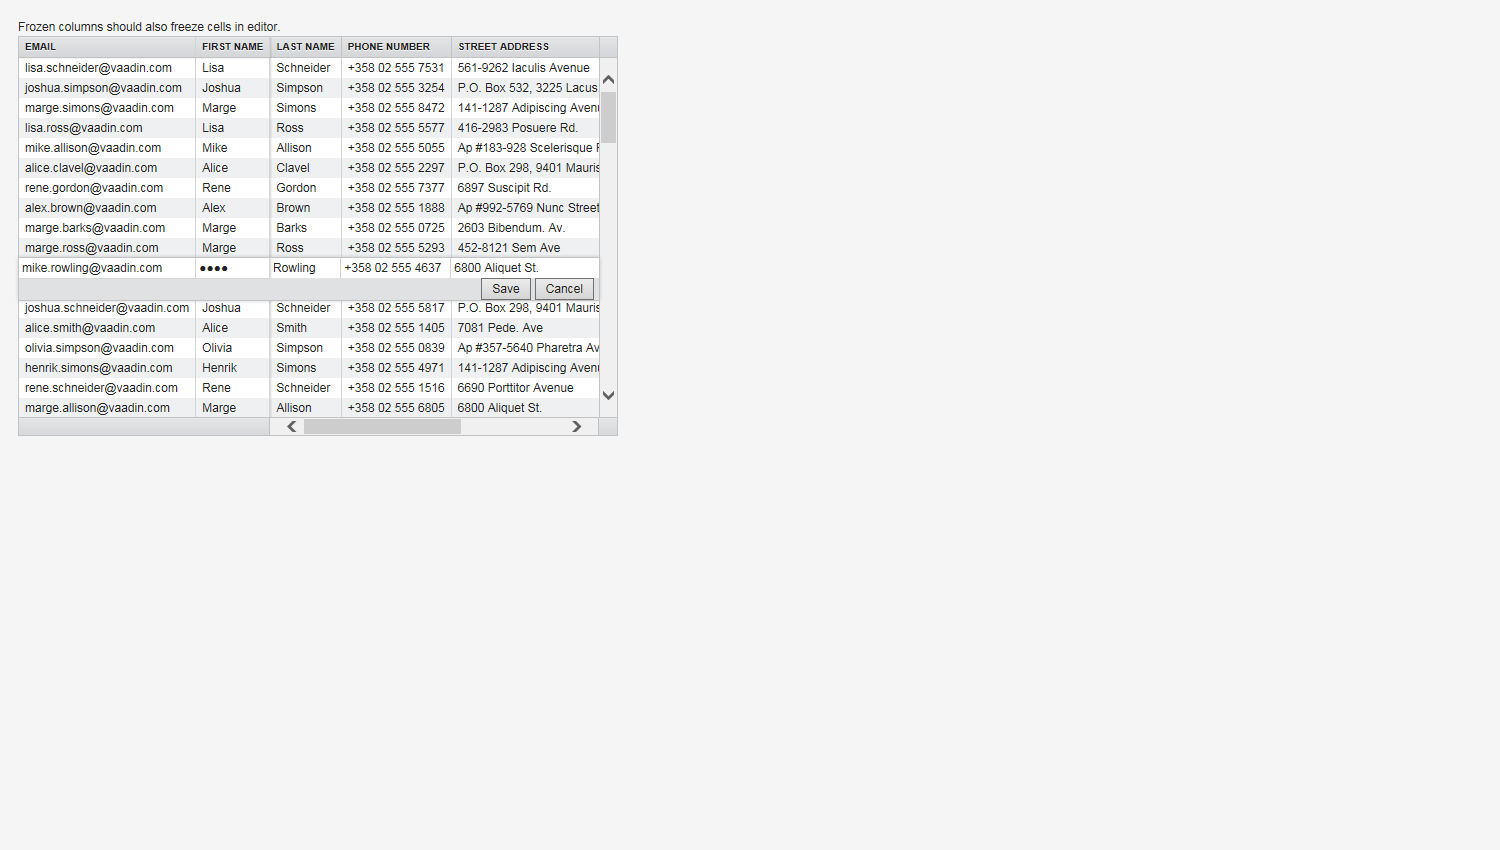 Frozen columns should also freeze cells in editor.
EMAIL FIRST NAME LAST NAME PHONE NUMBER STREET ADDRESS
lisa.schneider@vaadin.com Lisa Schneider +358 02 555 7531 561-9262 Iaculis Avenue
joshua.simpson@vaadin.com Joshua Simpson +358 02 555 3254 P.O. Box 532, 3225 Lacus.
marge.simons@vaadin.com Marge Simons +358 02 555 8472 141-1287 Adipiscing Aven
lisa.ross@vaadin.com Lisa Ross +358 02 555 5577 416-2983 Posuere Rd.
mike.allison@vaadin.com Mike Allison +358 02 555 5055 Ap #183-928 Scelerisque
alice.clavel@vaadin.com Alice Clavel +358 02 555 2297 P.O. Box 298, 9401 Mauris
rene.gordon@vaadin.com Rene Gordon +358 02 555 7377 6897 Suscipit Rd.
alex.brown@vaadin.com Alex Brown +358 02 555 1888 Ap #992-5769 Nunc Street
marge.barks@vaadin.com Marge Barks +358 02 555 0725 2603 Bibendum. Av.
marge.ross@vaadin.com Marge Ross +358 02 555 5293 452-8121 Sem Ave
mike.rowling@vaadin.com ●●●● Rowling +358 02 555 4637 6800 Aliquet St.
Save Cancel
joshua.schneider@vaadin.com Joshua Schneider +358 02 555 5817 P.O. Box 298, 9401 Mauris
alice.smith@vaadin.com Alice Smith +358 02 555 1405 7081 Pede. Ave
olivia.simpson@vaadin.com Olivia Simpson +358 02 555 0839 Ap #357-5640 Pharetra Av
henrik.simons@vaadin.com Henrik Simons +358 02 555 4971 141-1287 Adipiscing Aven
rene.schneider@vaadin.com Rene Schneider +358 02 555 1516 6690 Porttitor Avenue
marge.allison@vaadin.com Marge Allison +358 02 555 6805 6800 Aliquet St.